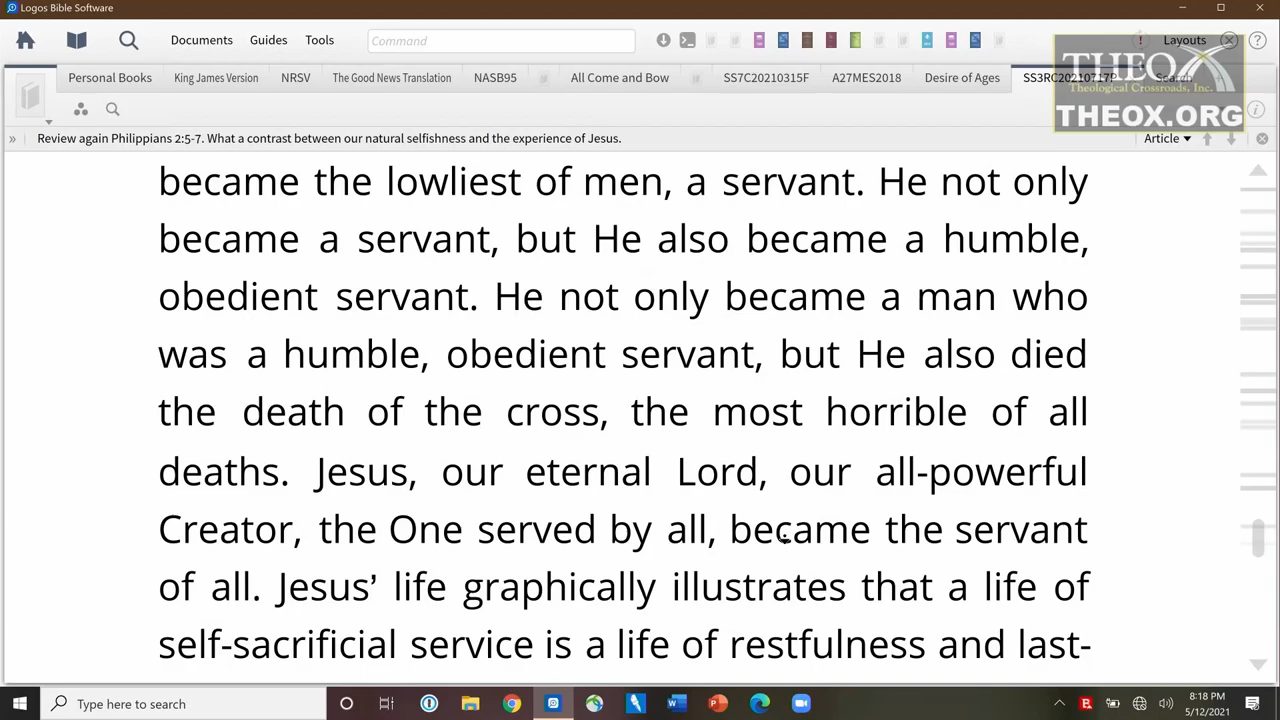 Logos Bible Software
Documents Guides Tools Command Layouts
THEOX
Theological Crossroads, Inc.
THEOX.ORG
Personal Books King James Version NRSV The Good News Translation NASB95 All Come and Bow SS7C20210315F A27MES2018 Desire of Ages SS3RC20210717P Search
Review again Philippians 2:5-7. What a contrast between our natural selfishness and the experience of Jesus. Article
became the lowliest of men, a servant. He not only
became a servant, but He also became a humble,
obedient servant. He not only became a man who
was a humble, obedient servant, but He also died
the death of the cross, the most horrible of all
deaths. Jesus, our eternal Lord, our all-powerful
Creator, the One served by all, became the servant
of all. Jesus’ life graphically illustrates that a life of
self-sacrificial service is a life of restfulness and last-
Type here to search
8:18 PM
5/12/2021